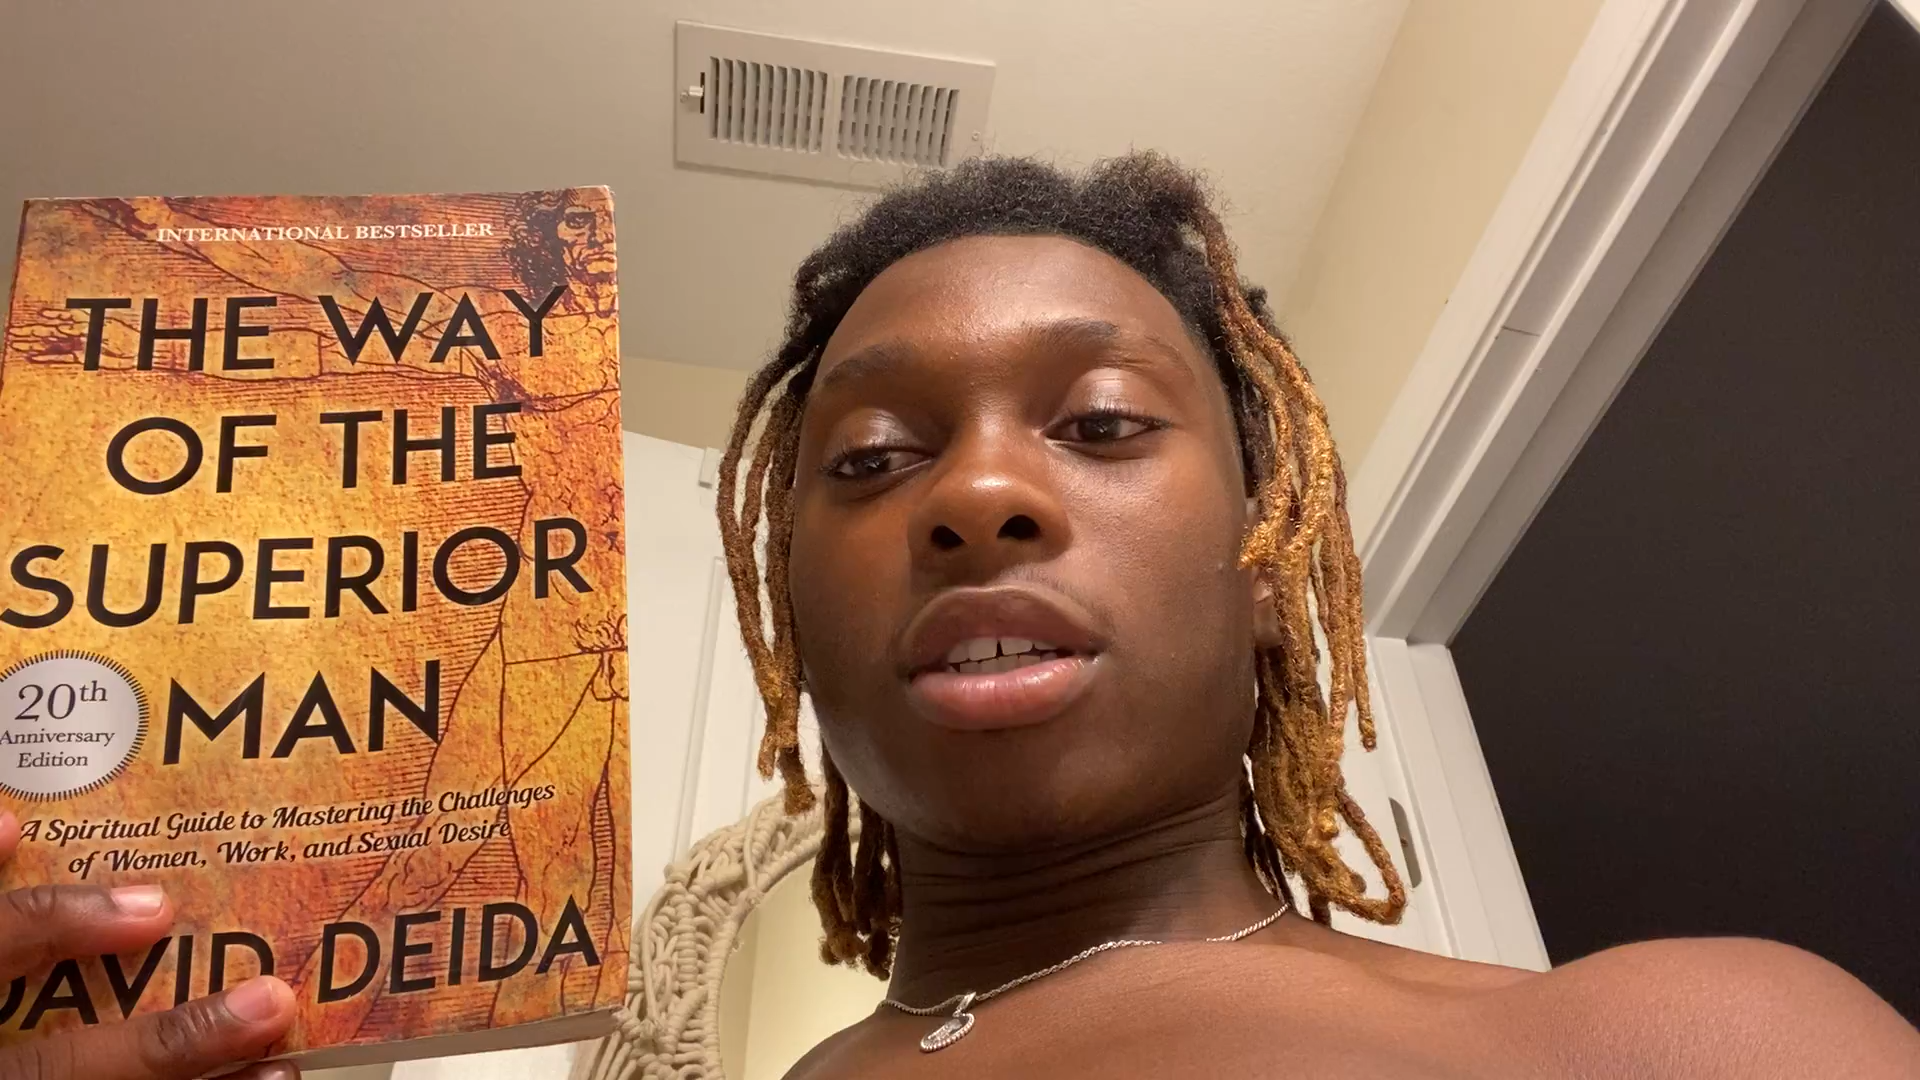 INTERNATIONAL BESTSELLER
THE WAY
OF THE
SUPERIOR
MAN
20th
Anniversary
Edition
A Spiritual Guide to Mastering the Challenges
of Women, Work, and Sexual Desire
DAVID DEIDA